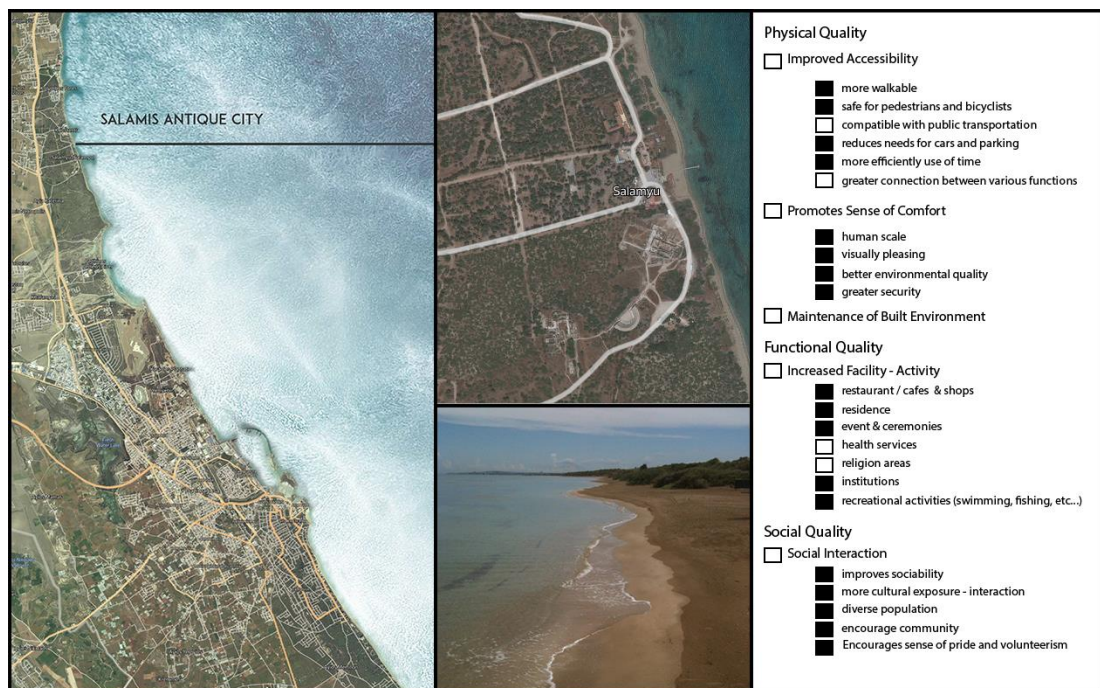 SALAMIS ANTIQUE CITY
Salamyu
Physical Quality
Improved Accessibility
more walkable
safe for pedestrians and bicyclists
compatible with public transportation
reduces needs for cars and parking
more efficiently use of time
greater connection between various functions
Promotes Sense of Comfort
human scale
visually pleasing
better environmental quality
greater security
Maintenance of Built Environment
Functional Quality
Increased Facility - Activity
restaurant / cafes & shops
residence
event & ceremonies
health services
religion areas
institutions
recreational activities (swimming, fishing, etc...)
Social Quality
Social Interaction
improves sociability
more cultural exposure - interaction
diverse population
encourage community
Encourages sense of pride and volunteerism